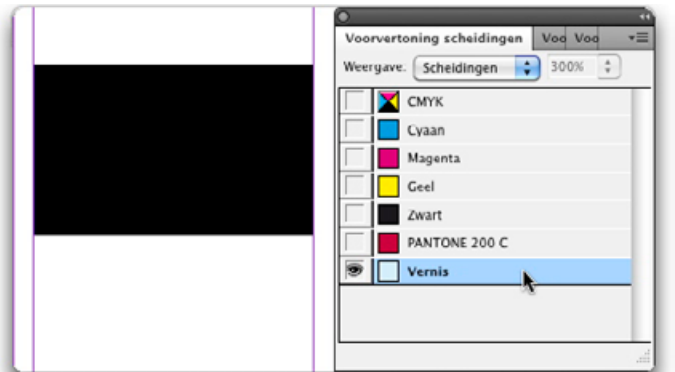 Voorvertoning scheidingen Voo Voo
Weergave: Scheidingen 300%
CMYK
Cyaan
Magenta
Geel
Zwart
PANTONE 200 C
Vernis